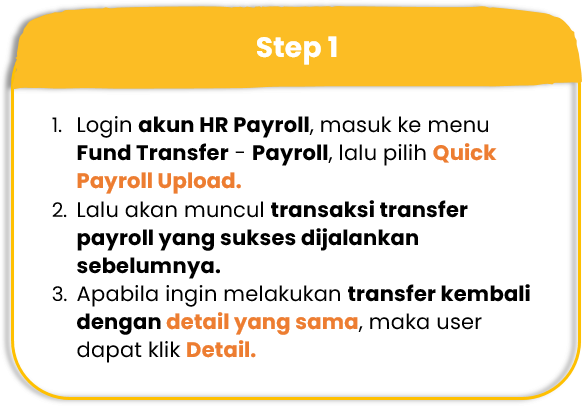 Step 1
1. Login akun HR Payroll, masuk ke menu
Fund Transfer - Payroll, lalu pilih Quick
Payroll Upload.
2. Lalu akan muncul transaksi transfer
payroll yang sukses dijalankan
sebelumnya.
3. Apabila ingin melakukan transfer kembali
dengan detail yang sama, maka user
dapat klik Detail.